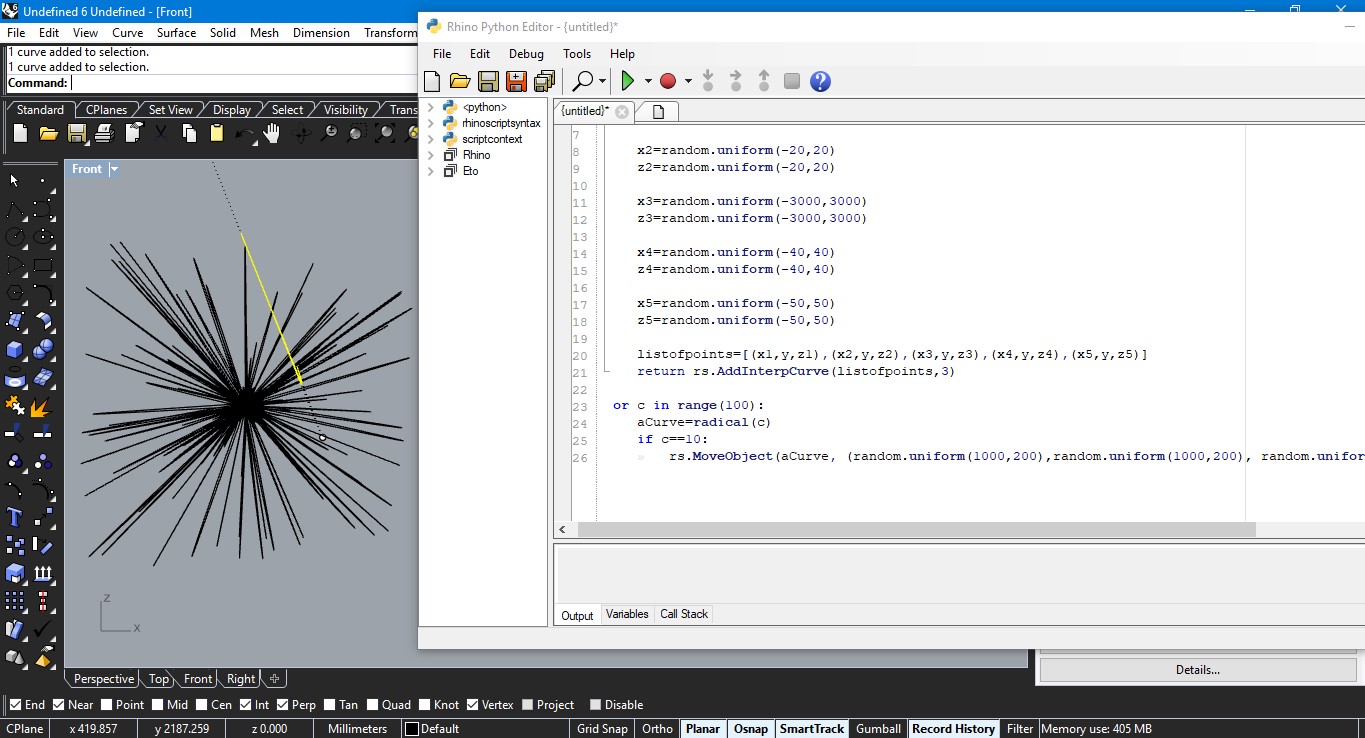 Undefined 6 Undefined - [Front]
File Edit View Curve Surface Solid Mesh Dimension Transform
1 curve added to selection.
1 curve added to selection.
Command:
Standard CPlanes Set View Display Select Visibility Trans
Front
z
x
Perspective Top Front Right
End Near Point Mid Cen Int Perp Tan Quad Knot Vertex Project Disable
CPlane x 419.857 y 2187.259 z 0.000 Millimeters Default Grid Snap Ortho Planar Osnap SmartTrack Gumball Record History Filter Memory use: 405 MB
Rhino Python Editor - {untitled}*
File Edit Debug Tools Help
<python>
rhinoscriptsyntax
scriptcontext
Rhino
Eto
{untitled}*
7
8 x2=random.uniform(-20,20)
9 z2=random.uniform(-20,20)
10
11 x3=random.uniform(-3000,3000)
12 z3=random.uniform(-3000,3000)
13
14 x4=random.uniform(-40,40)
15 z4=random.uniform(-40,40)
16
17 x5=random.uniform(-50,50)
18 z5=random.uniform(-50,50)
19
20 listofpoints=[(x1,y,z1),(x2,y,z2),(x3,y,z3),(x4,y,z4),(x5,y,z5)]
21 return rs.AddInterpCurve(listofpoints,3)
22
23 or c in range(100):
24 aCurve=radical(c)
25 if c==10:
26 » rs.MoveObject(aCurve, (random.uniform(1000,200),random.uniform(1000,200), random.unifor
Output Variables Call Stack
Details...